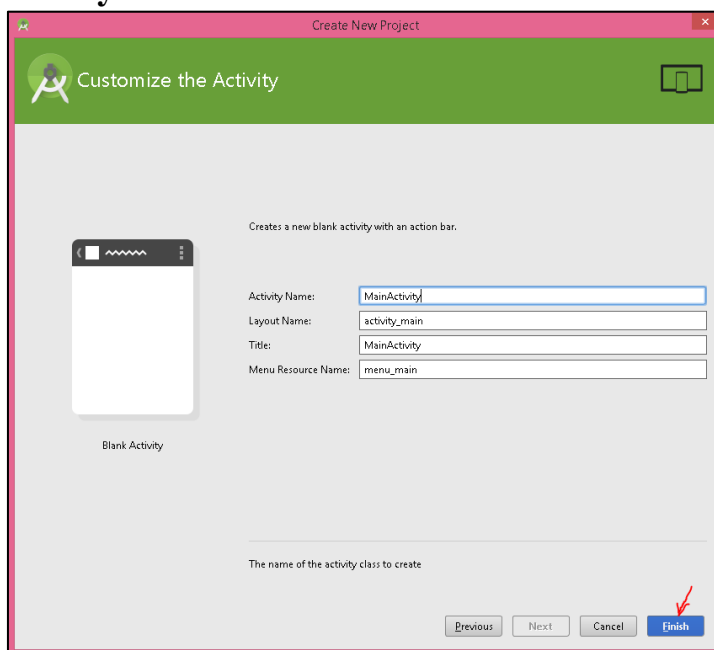 Create New Project
Customize the Activity
Creates a new blank activity with an action bar.
Activity Name: MainActivity
Layout Name: activity_main
Title: MainActivity
Menu Resource Name: menu_main
Blank Activity
The name of the activity class to create
Previous Next Cancel Finish